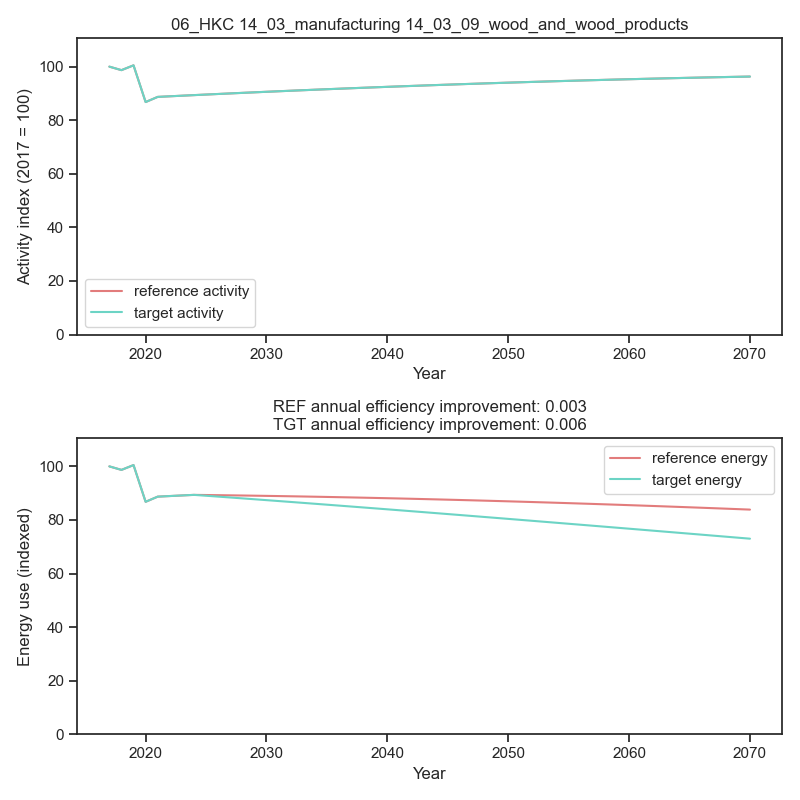 06_HKC 14_03_manufacturing 14_03_09_wood_and_wood_products
Activity index (2017 = 100)
100
80
60
40
20
0
reference activity
target activity
2020 2030 2040 2050 2060 2070
Year
REF annual efficiency improvement: 0.003
TGT annual efficiency improvement: 0.006
Energy use (indexed)
100
80
60
40
20
0
reference energy
target energy
2020 2030 2040 2050 2060 2070
Year